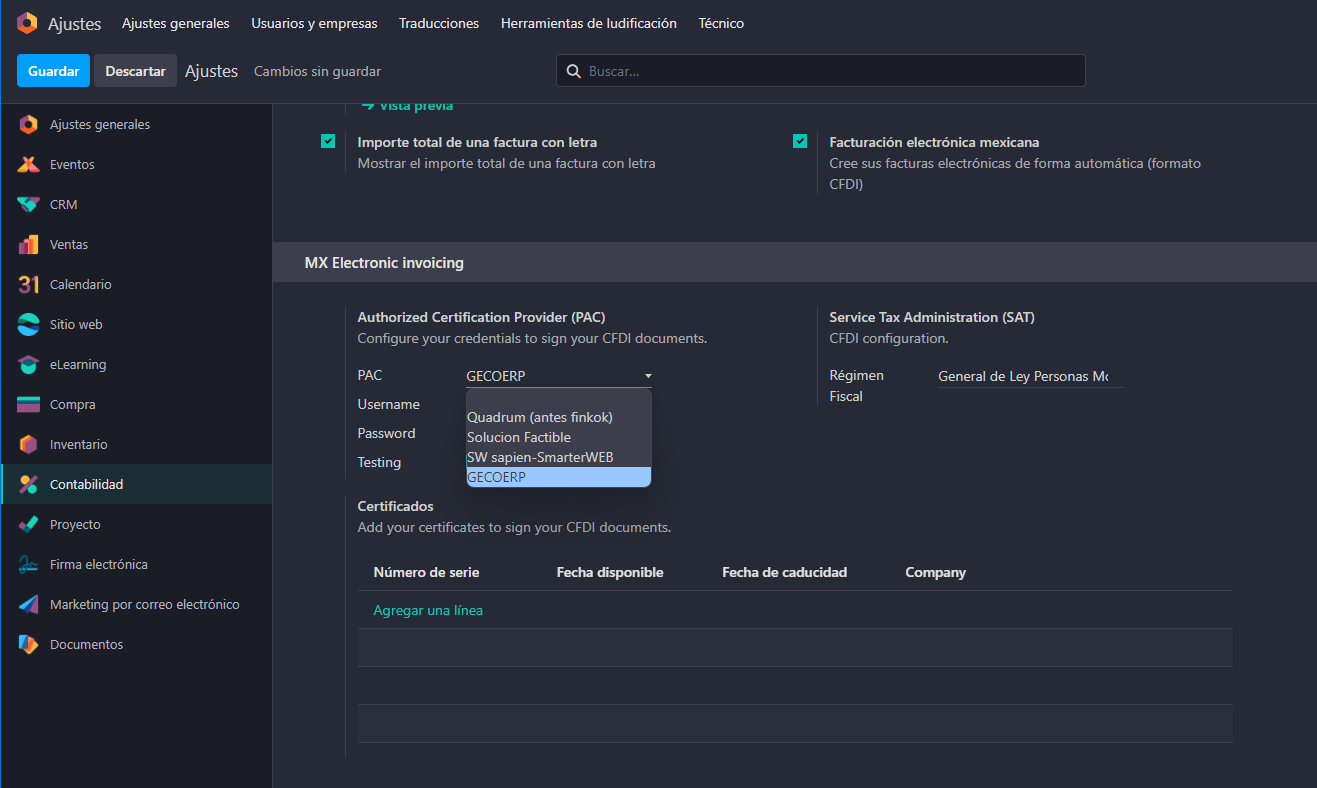 Ajustes Ajustes generales Usuarios y empresas Traducciones Herramientas de ludificación Técnico
Guardar Descartar Ajustes Cambios sin guardar Buscar...
Ajustes generales
Eventos
CRM
Ventas
31 Calendario
Sitio web
eLearning
Compra
Inventario
Contabilidad
Proyecto
Firma electrónica
Marketing por correo electrónico
Documentos
→ Vista previa
Importe total de una factura con letra
Mostrar el importe total de una factura con letra
Facturación electrónica mexicana
Cree sus facturas electrónicas de forma automática (formato
CFDI)
MX Electronic invoicing
Authorized Certification Provider (PAC)
Configure your credentials to sign your CFDI documents.
PAC GECOERP
Username
Password
Testing
Quadrum (antes finkok)
Solucion Factible
SW sapien-SmarterWEB
GECOERP
Service Tax Administration (SAT)
CFDI configuration.
Régimen
Fiscal
General de Ley Personas Mo
Certificados
Add your certificates to sign your CFDI documents.
Número de serie Fecha disponible Fecha de caducidad Company
Agregar una línea